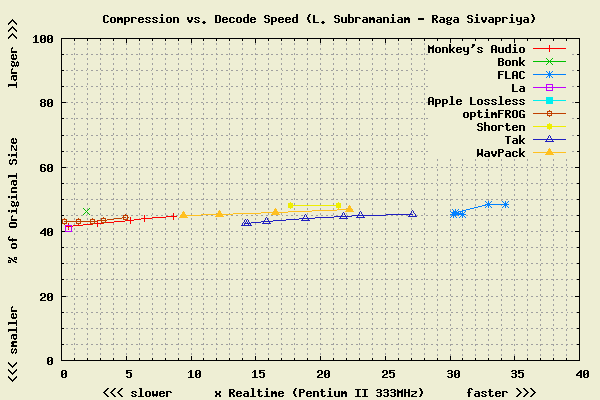 Compression vs. Decode Speed (L. Subramaniam - Raga Sivapriya)
larger >>>
% of Original Size
<<< smaller
100
80
60
40
20
0
Monkey's Audio
Bonk
FLAC
La
Apple Lossless
optimFROG
Shorten
Tak
WavPack
0 5 10 15 20 25 30 35 40
<<< slower x Realtime (Pentium II 333MHz) faster >>>